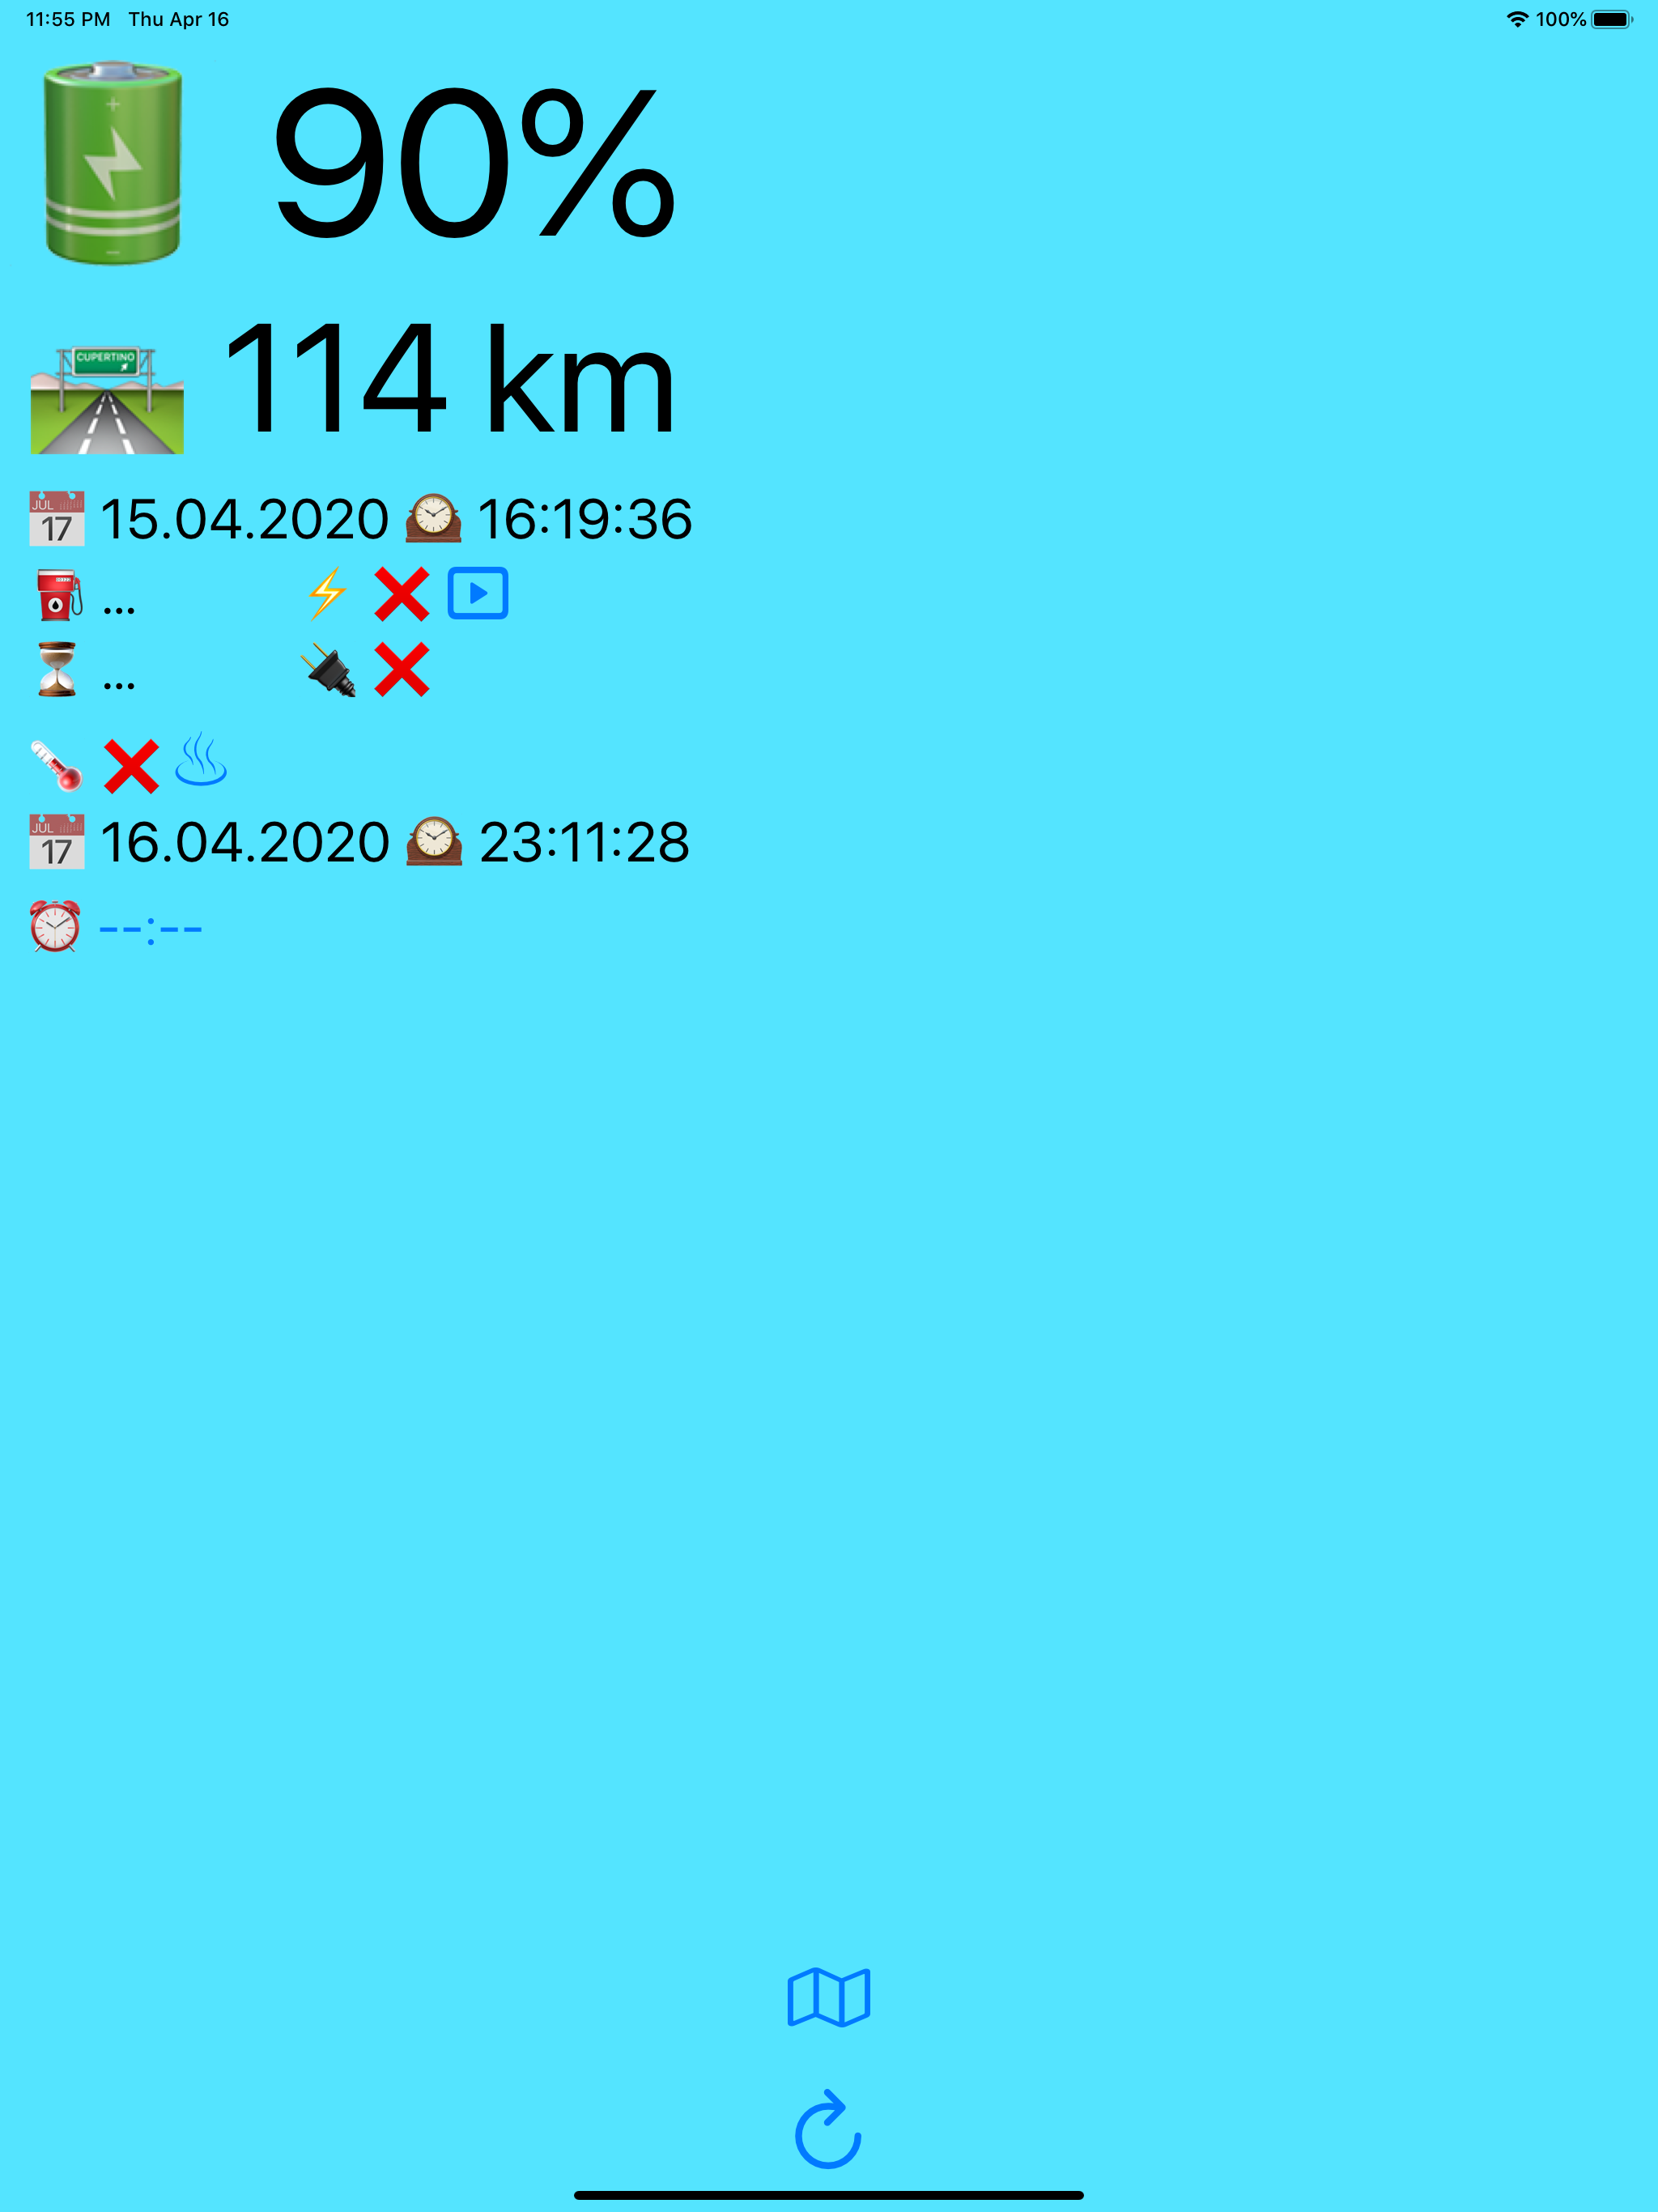 11:55 PM Thu Apr 16 100%
90%
CUPERTINO
114 km
JUL 17 15.04.2020 16:19:36
...
...
JUL 17 16.04.2020 23:11:28
--:--